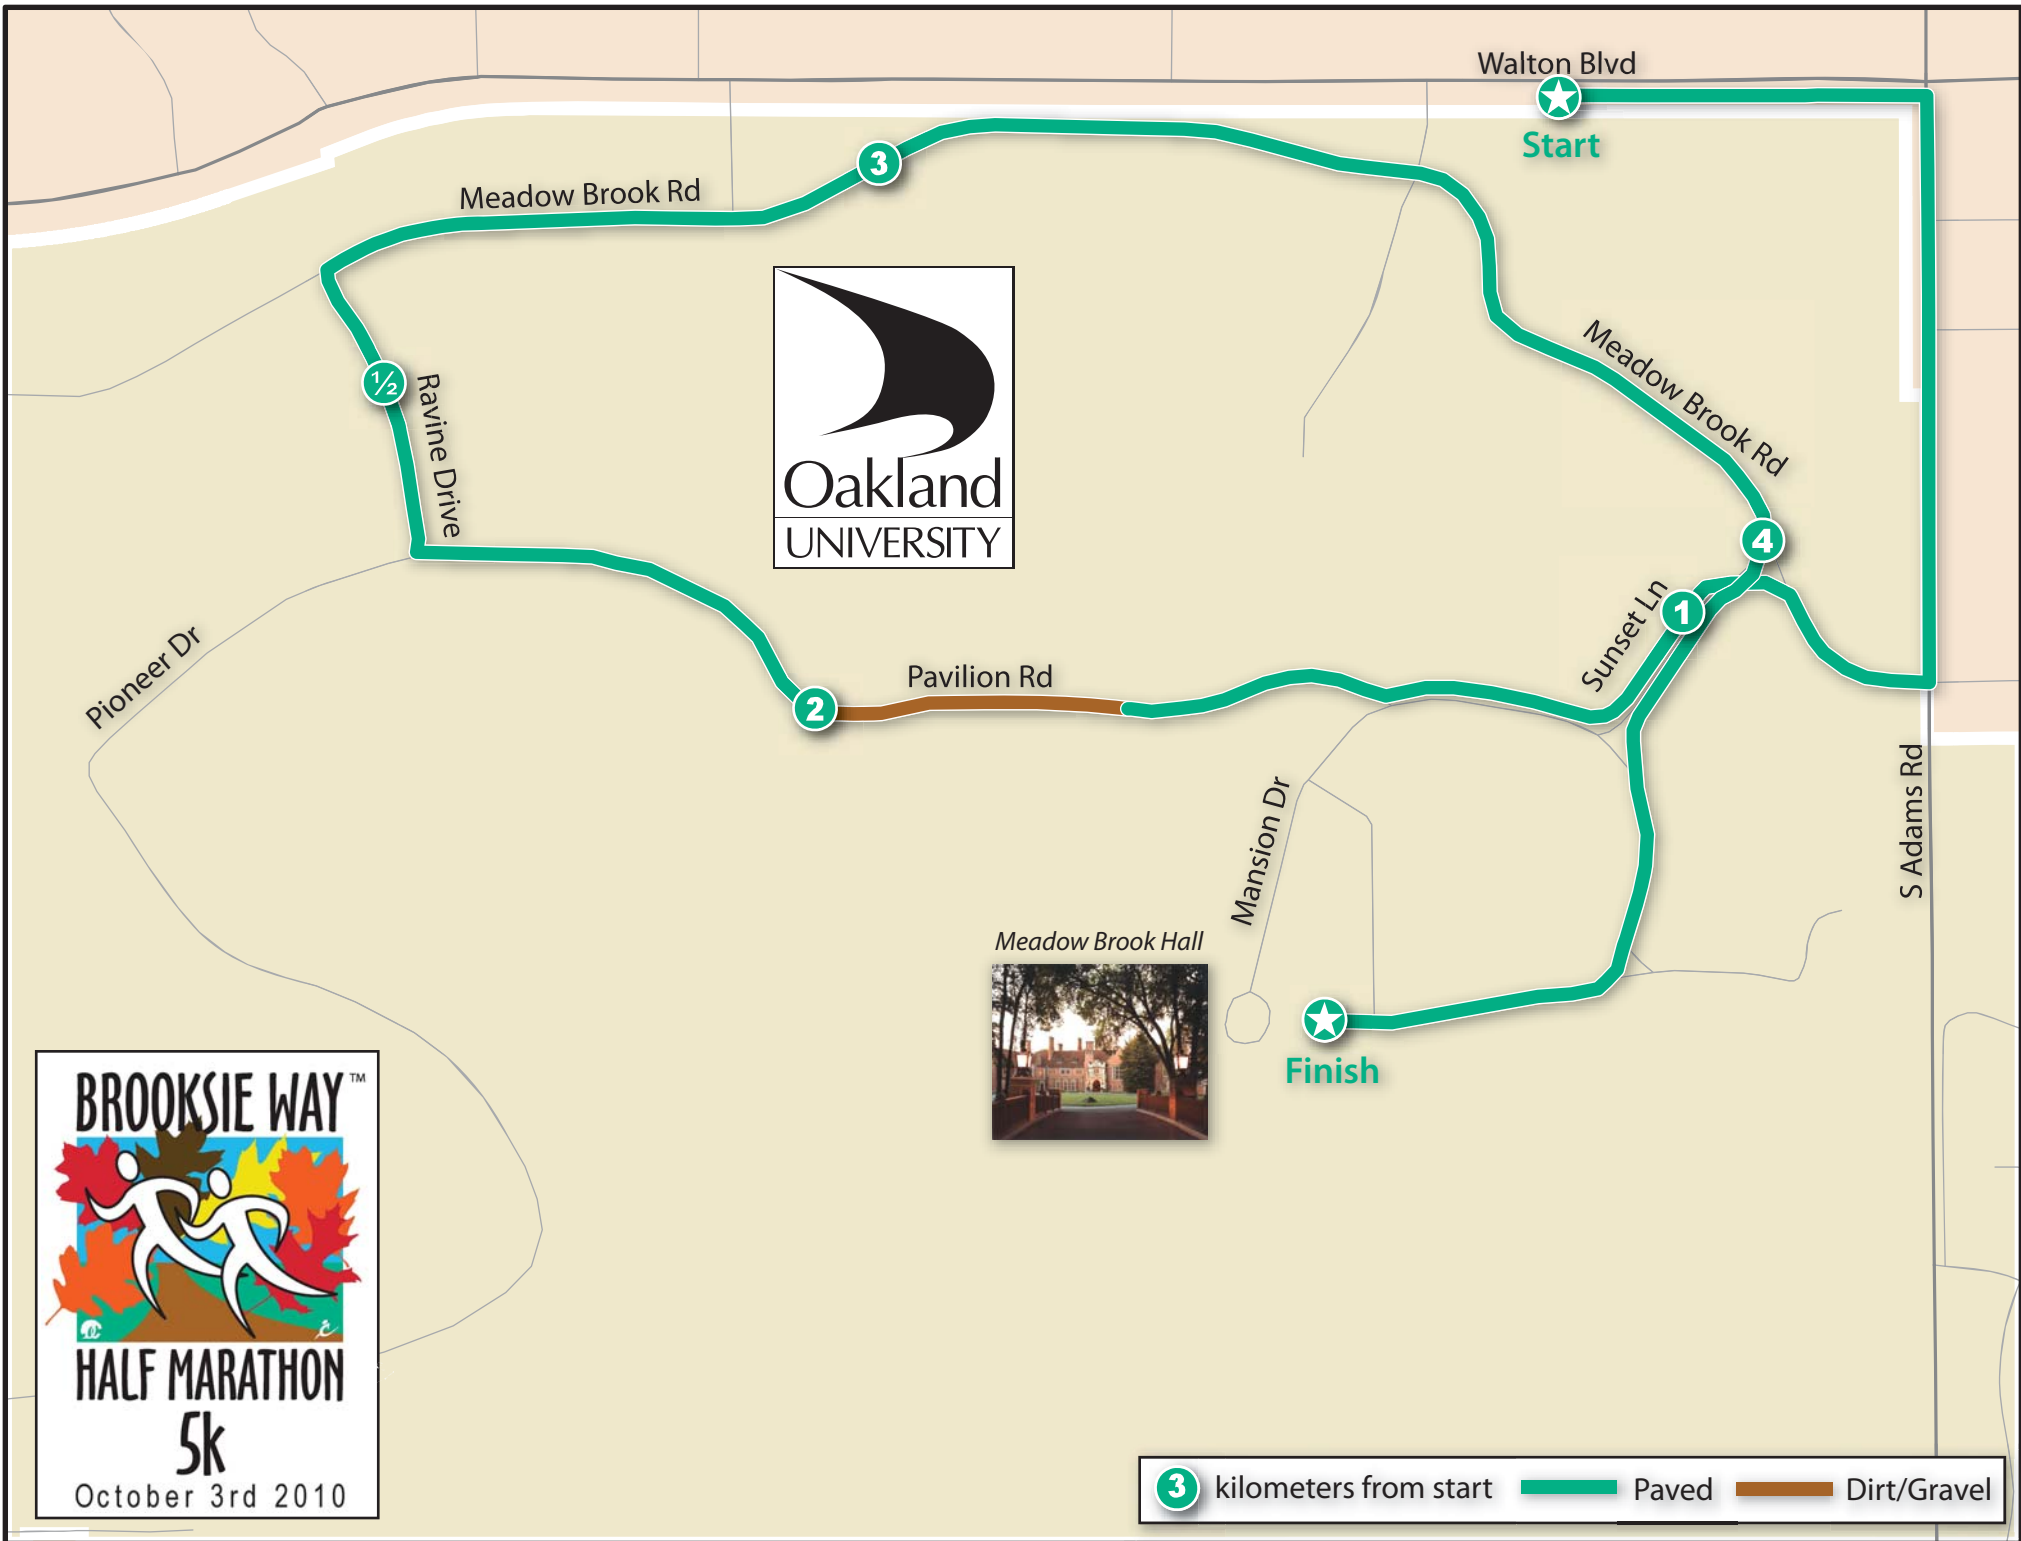 Walton Blvd
Start
3
Meadow Brook Rd
½
Ravine Drive
Oakland
UNIVERSITY
Meadow Brook Rd
4
1
Sunset Ln
Pioneer Dr
2
Pavilion Rd
Mansion Dr
S Adams Rd
Meadow Brook Hall
Finish
BROOKSIE WAY™
HALF MARATHON
5k
October 3rd 2010
3 kilometers from start Paved Dirt/Gravel